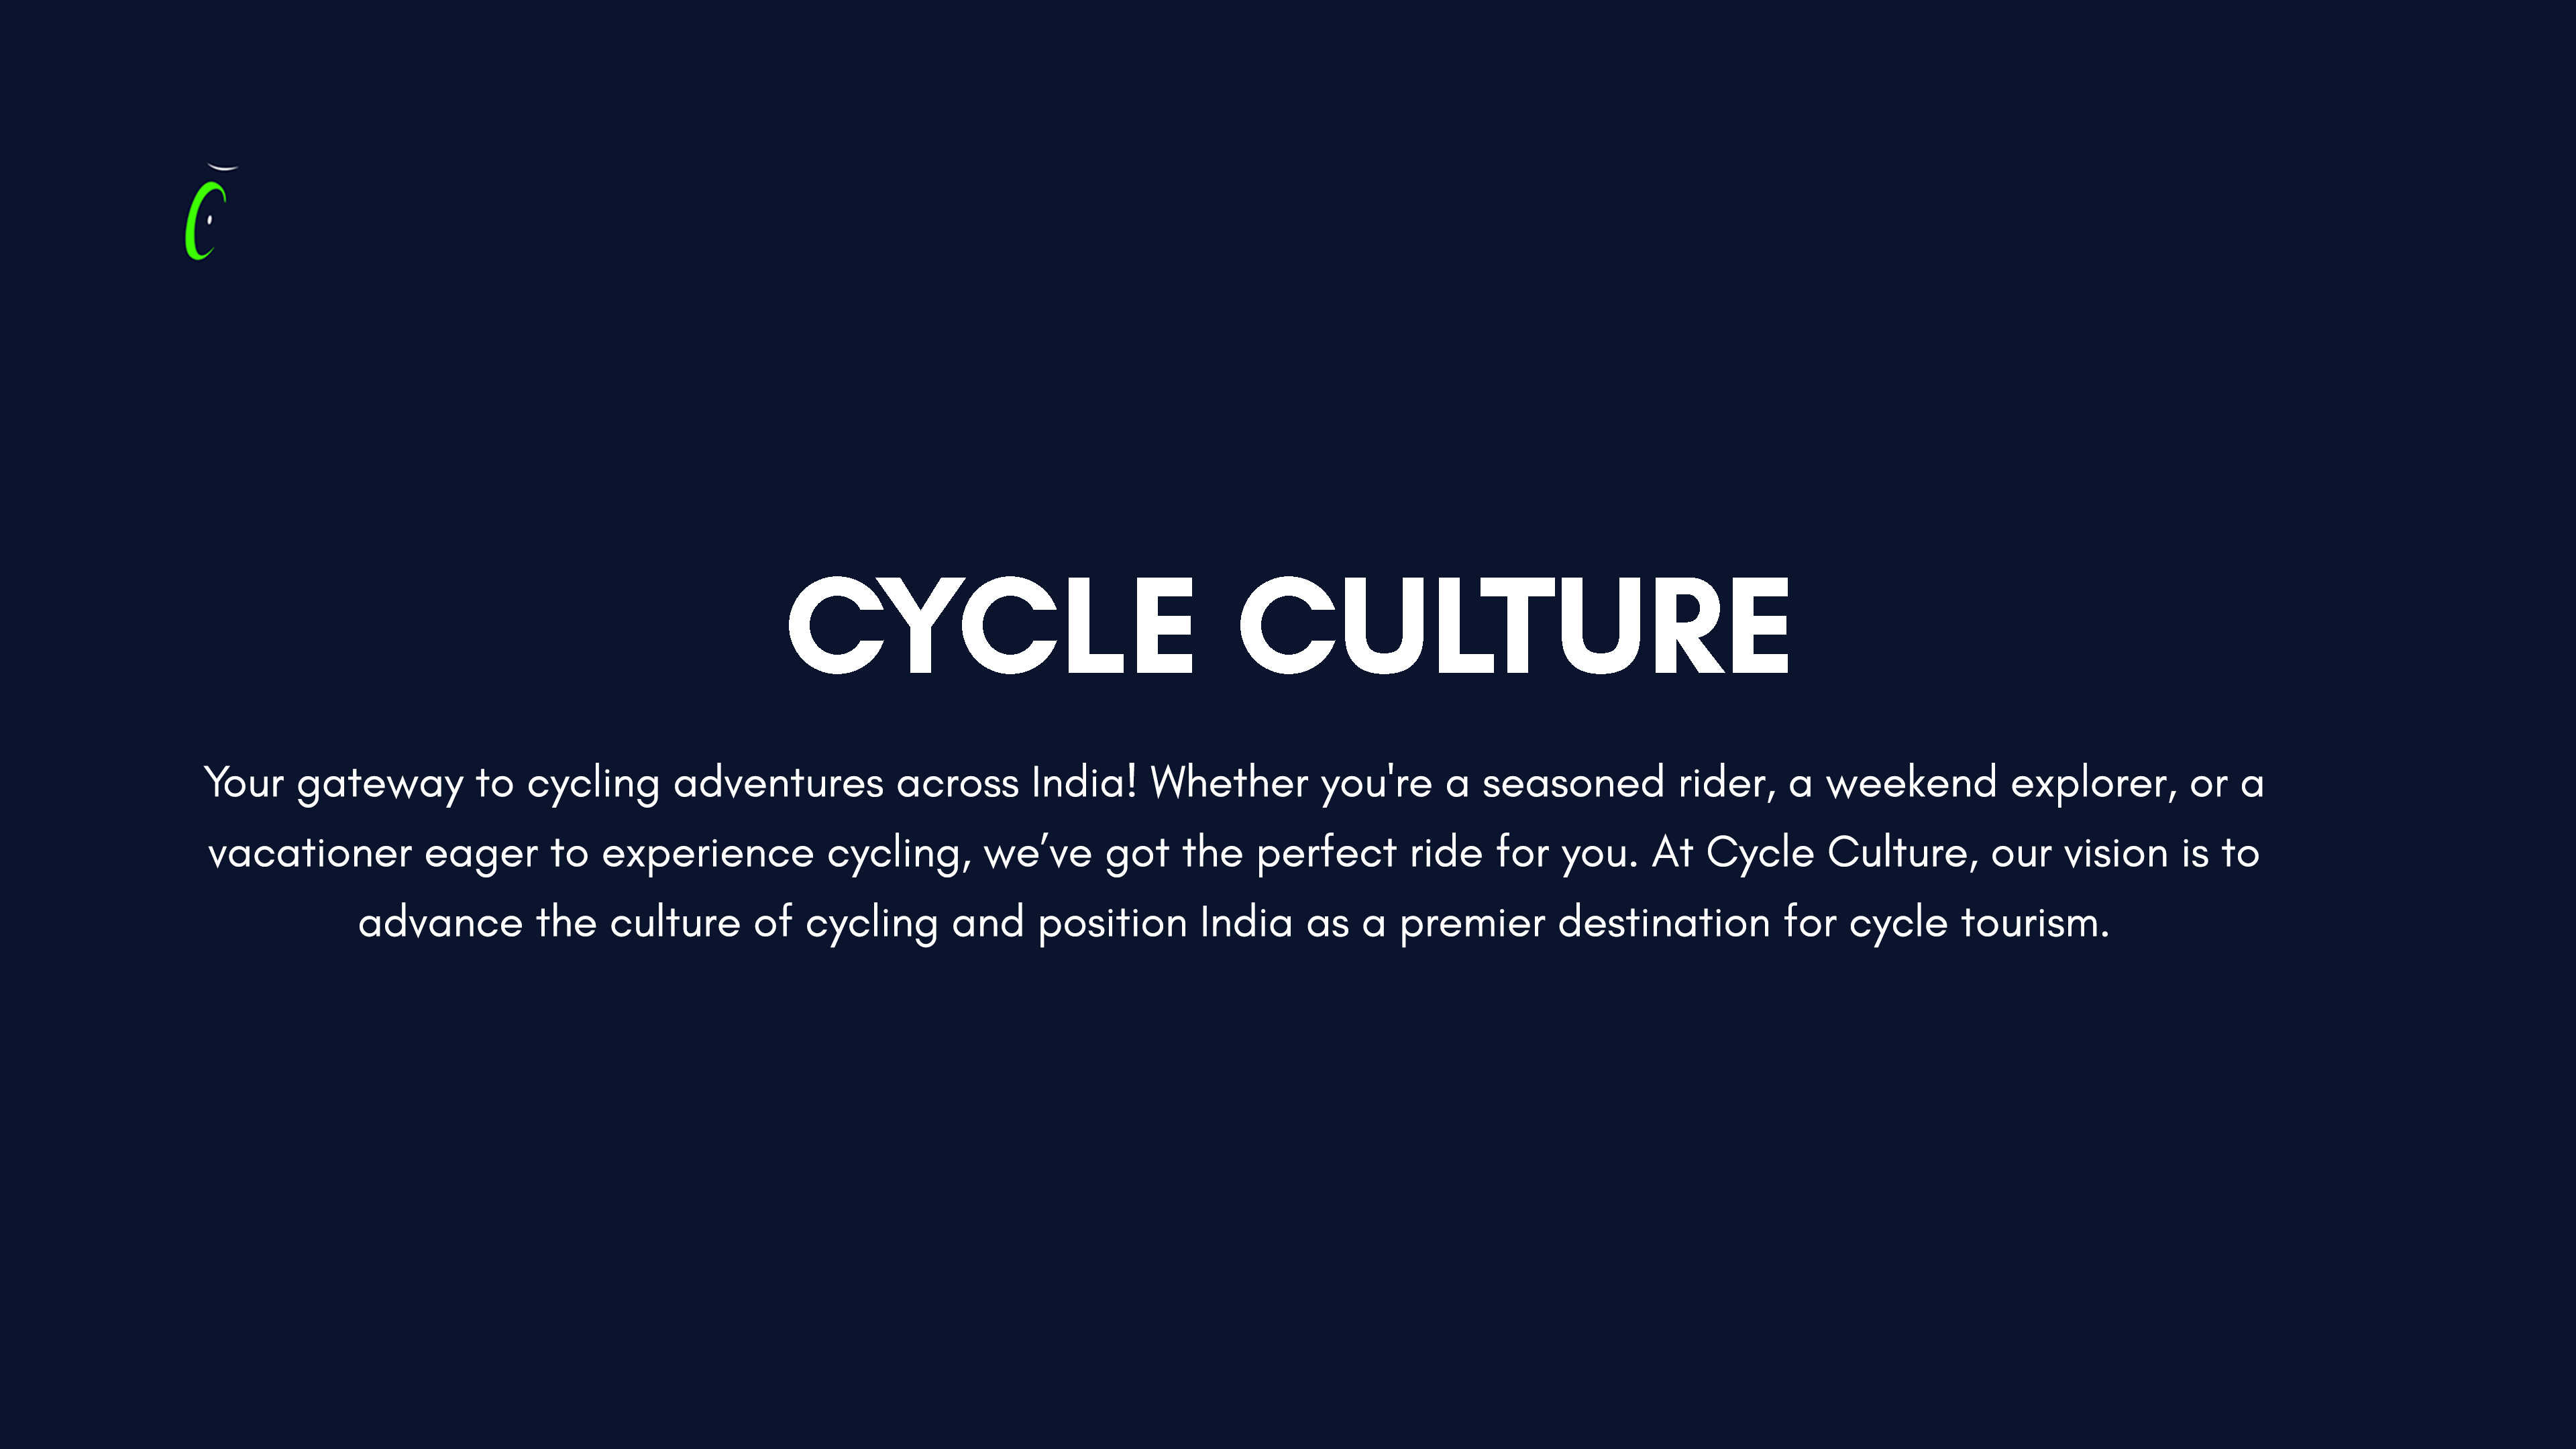 C
CYCLE CULTURE
Your gateway to cycling adventures across India! Whether you're a seasoned rider, a weekend explorer, or a
vacationer eager to experience cycling, we’ve got the perfect ride for you. At Cycle Culture, our vision is to
advance the culture of cycling and position India as a premier destination for cycle tourism.